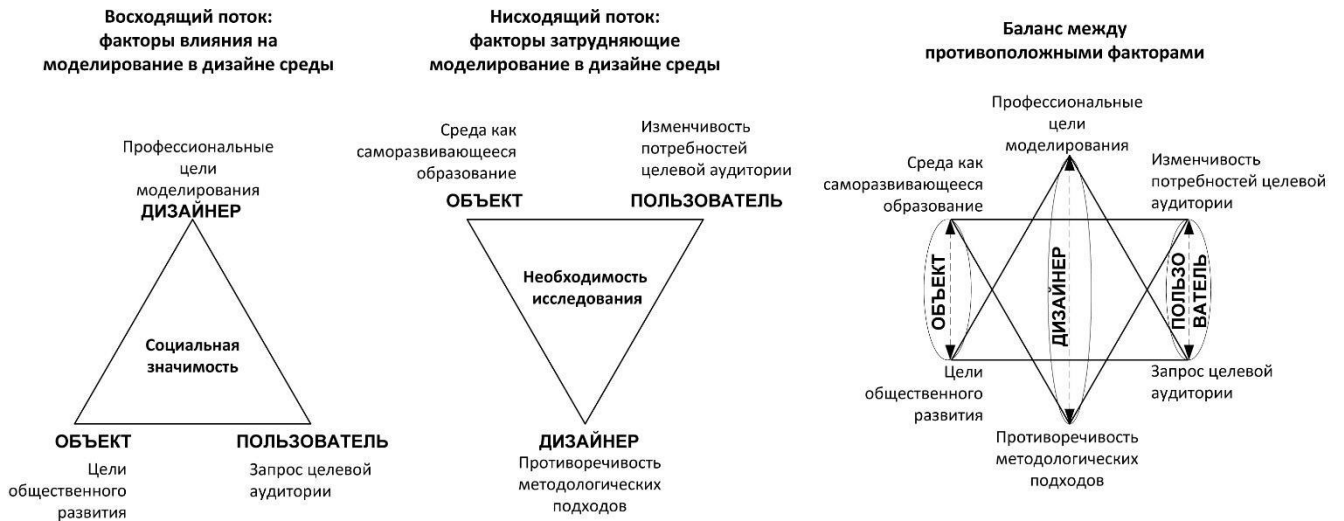 Восходящий поток:
факторы влияния на
моделирование в дизайне среды
Профессиональные
цели
моделирования
ДИЗАЙНЕР
Социальная
значимость
ОБЪЕКТ
ПОЛЬЗОВАТЕЛЬ
Цели
общественного
развития
Запрос целевой
аудитории
Нисходящий поток:
факторы затрудняющие
моделирование в дизайне среды
Среда как
саморазвивающееся
образование
Изменчивость
потребностей
целевой аудитории
ОБЪЕКТ
ПОЛЬЗОВАТЕЛЬ
Необходимость
исследования
ДИЗАЙНЕР
Противоречивость
методологических
подходов
Баланс между
противоположными факторами
Профессиональные
цели
моделирования
Среда как
саморазвивающееся
образование
Изменчивость
потребностей целевой
аудитории
ОБЪЕКТ
ДИЗАЙНЕР
ПОЛЬЗО
ВАТЕЛЬ
Цели
общественного
развития
Запрос целевой
аудитории
Противоречивость
методологических
подходов